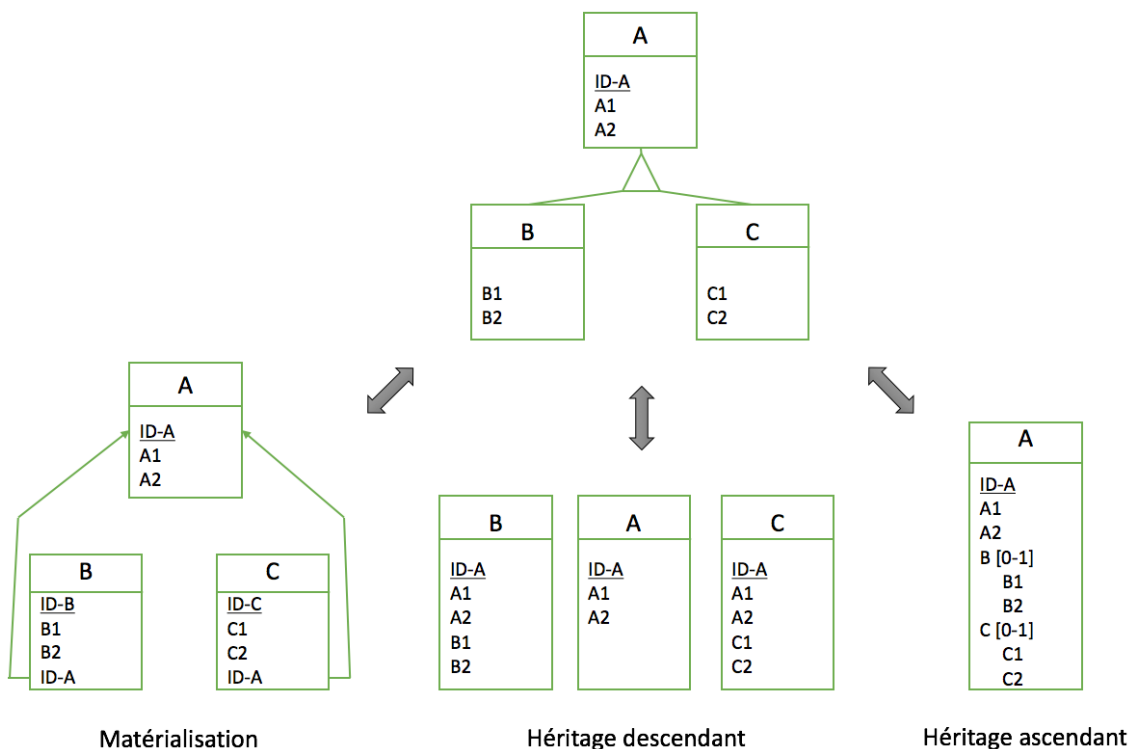 A
ID-A
A1
A2
B
B1
B2
C
C1
C2
A
ID-A
A1
A2
B
ID-B
B1
B2
ID-A
C
ID-C
C1
C2
ID-A
Matérialisation
B
ID-A
A1
A2
B1
B2
A
ID-A
A1
A2
C
ID-A
A1
A2
C1
C2
Héritage descendant
A
ID-A
A1
A2
B [0-1]
B1
B2
C [0-1]
C1
C2
Héritage ascendant